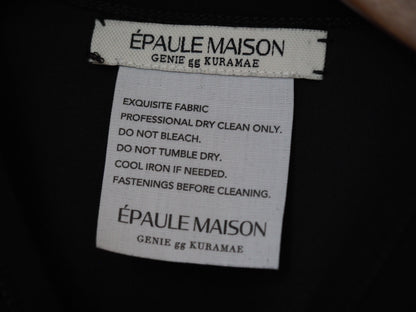 ÉPAULE MAISON
GENIE gg KURAMAE
EXQUISITE FABRIC
PROFESSIONAL DRY CLEAN ONLY.
DO NOT BLEACH.
DO NOT TUMBLE DRY.
COOL IRON IF NEEDED.
FASTENINGS BEFORE CLEANING.
ÉPAULE MAISON
GENIE gg KURAMAE